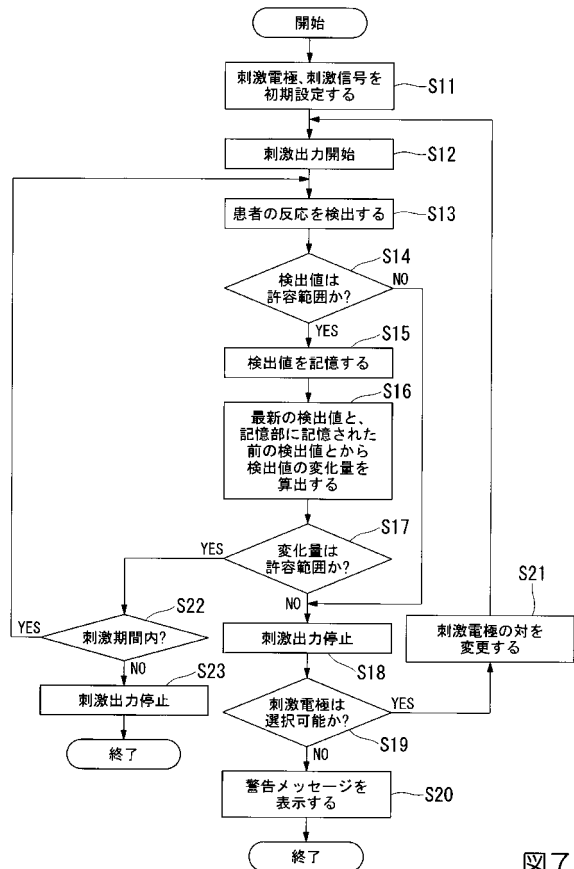 開始
刺激電極、刺激信号を
初期設定する
S11
刺激出力開始
S12
患者の反応を検出する
S13
S14
検出値は
許容範囲か?
NO
YES
S15
検出値を記憶する
S16
最新の検出値と、
記憶部に記憶された
前の検出値とから
検出値の変化量を
算出する
S17
YES
変化量は
許容範囲か?
NO
S22
YES
刺激期間内?
NO
S23
刺激出力停止
終了
刺激出力停止
S18
刺激電極は
選択可能か?
YES
S19
NO
S21
刺激電極の対を
変更する
警告メッセージを
表示する
S20
終了
図7